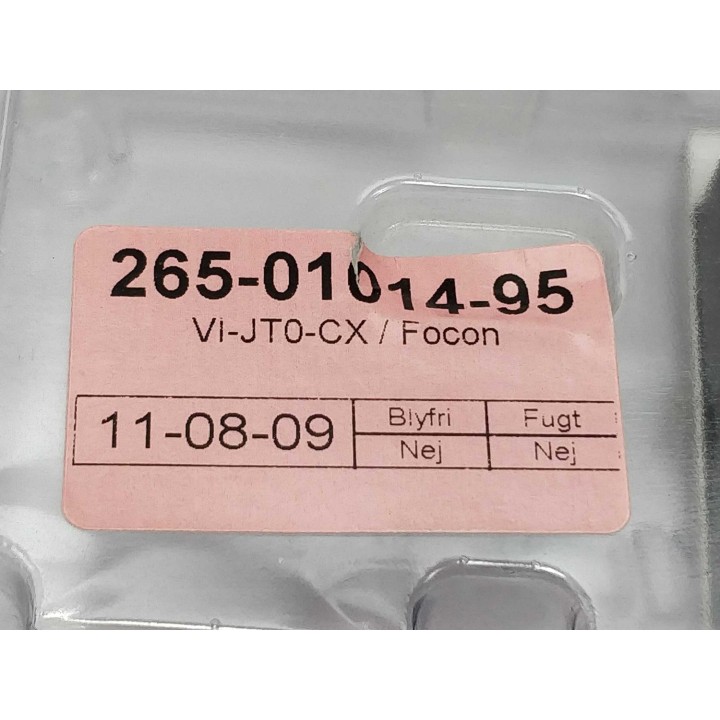 265-01014-95
Vi-JT0-CX / Focon
11-08-09
Blyfri Fugt
Nej Nej